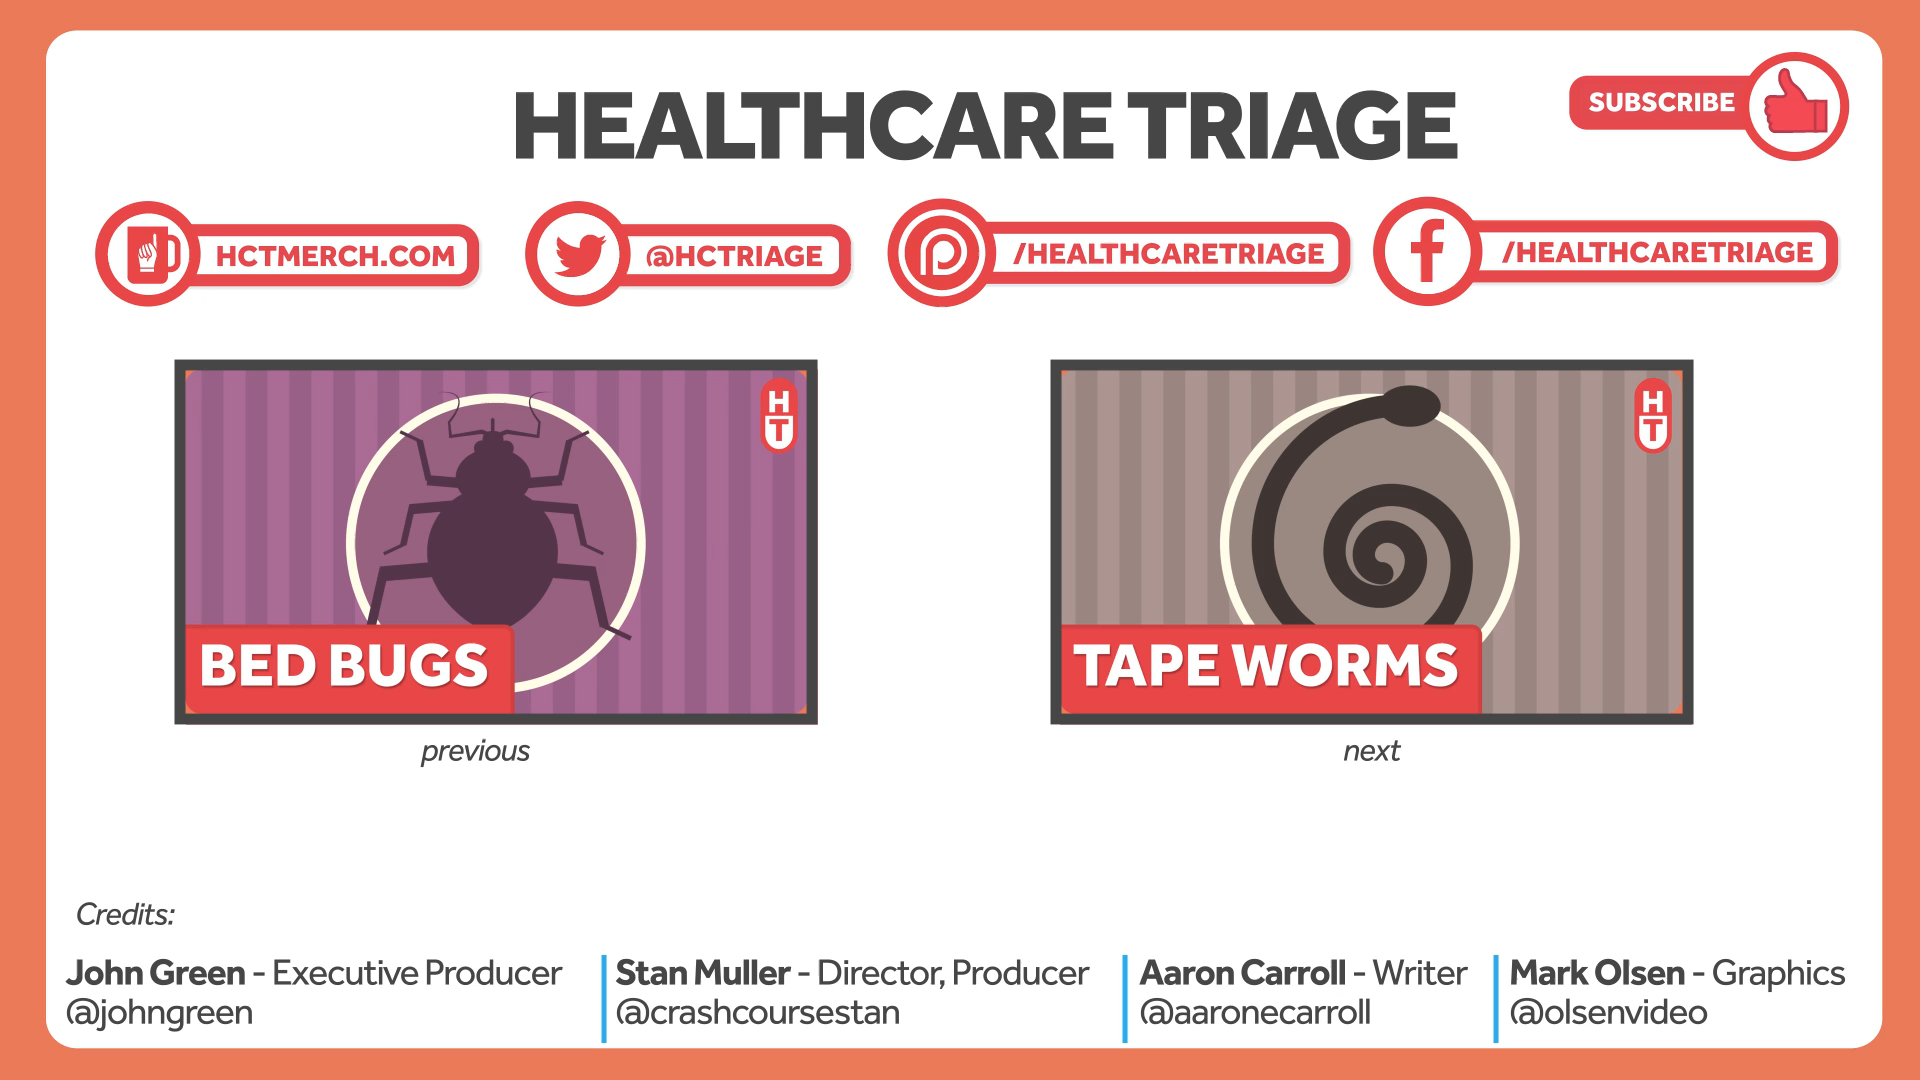 HEALTHCARE TRIAGE
SUBSCRIBE
HCTMERCH.COM
@HCTRIAGE
/HEALTHCARETRIAGE
/HEALTHCARETRIAGE
H
T
BED BUGS
previous
H
T
TAPE WORMS
next
Credits:
John Green - Executive Producer
@johngreen
Stan Muller - Director, Producer
@crashcoursestan
Aaron Carroll - Writer
@aaronecarroll
Mark Olsen - Graphics
@olsenvideo